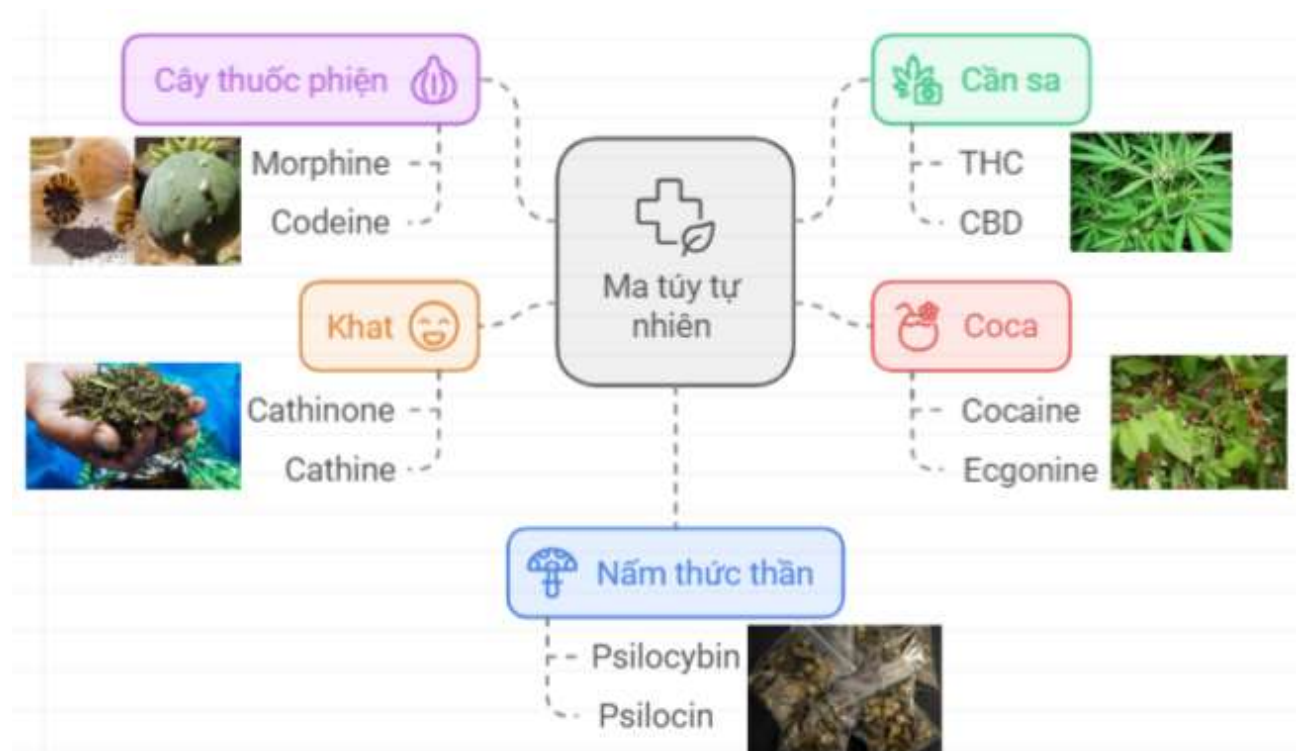 Cây thuốc phiện
Morphine
Codeine
Cần sa
THC
CBD
Ma túy tự
nhiên
Khat
Cathinone
Cathine
Coca
Cocaine
Ecgonine
Nấm thức thần
Psilocybin
Psilocin